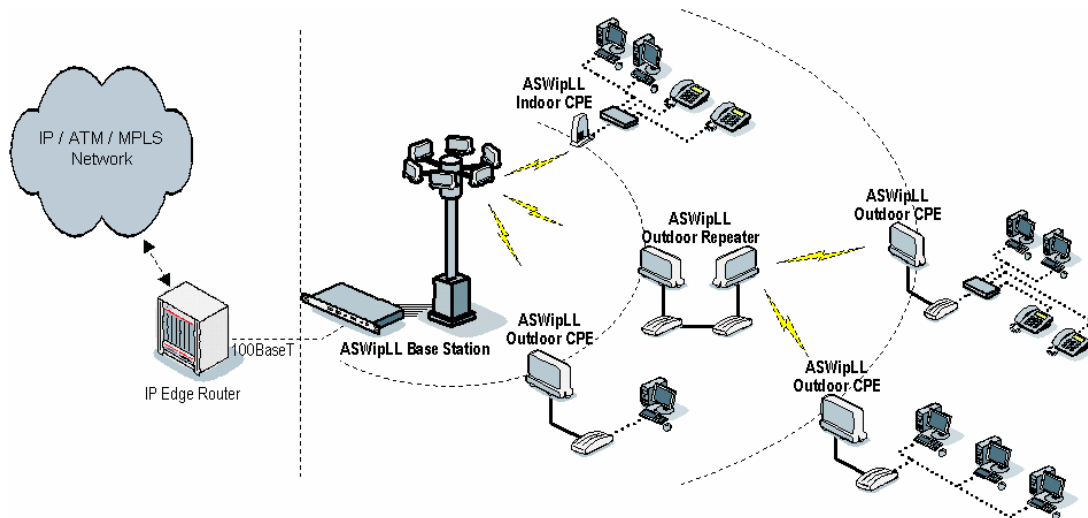 IP / ATM / MPLS
Network
IP Edge Router
100BaseT
ASWipLL Base Station
ASWipLL
Indoor CPE
ASWipLL
Outdoor CPE
ASWipLL
Outdoor Repeater
ASWipLL
Outdoor CPE
ASWipLL
Outdoor CPE